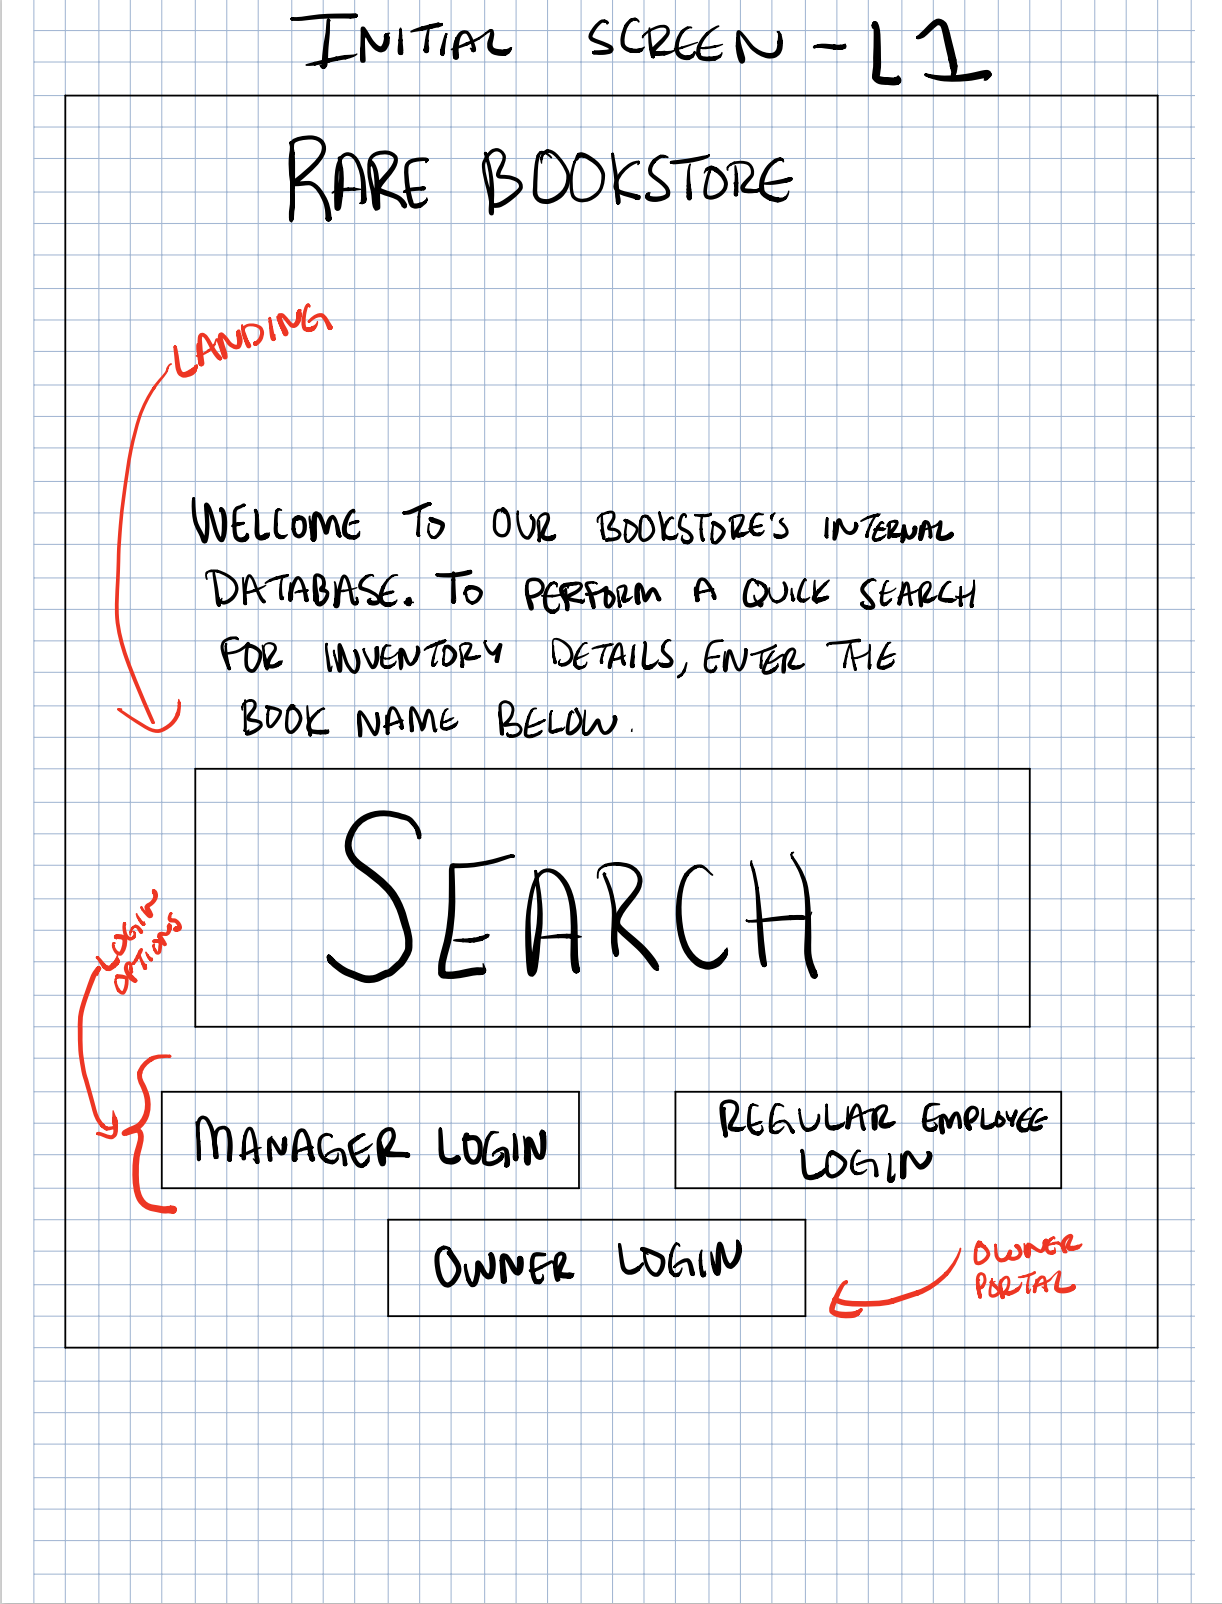 INITIAL SCREEN - L1
RARE BOOKSTORE
LANDING
WELCOME TO OUR BOOKSTORE'S INTERNAL
DATABASE. TO PERFORM A QUICK SEARCH
FOR INVENTORY DETAILS, ENTER THE
BOOK NAME BELOW.
SEARCH
LOGIN
OPTIONS
MANAGER LOGIN
REGULAR EMPLOYEE
LOGIN
OWNER LOGIN
OWNER
PORTAL